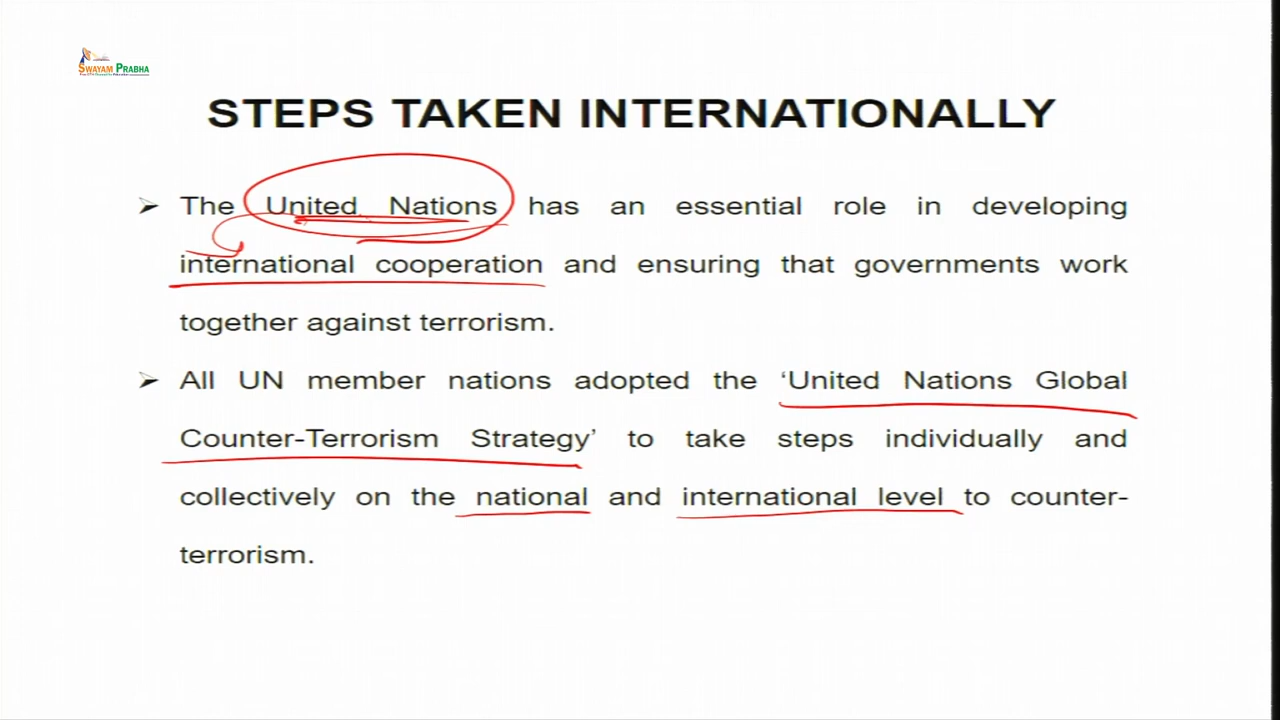 SWAYAM PRABHA
STEPS TAKEN INTERNATIONALLY
➢ The United Nations has an essential role in developing
international cooperation and ensuring that governments work
together against terrorism.
➢ All UN member nations adopted the ‘United Nations Global
Counter-Terrorism Strategy’ to take steps individually and
collectively on the national and international level to counter-
terrorism.